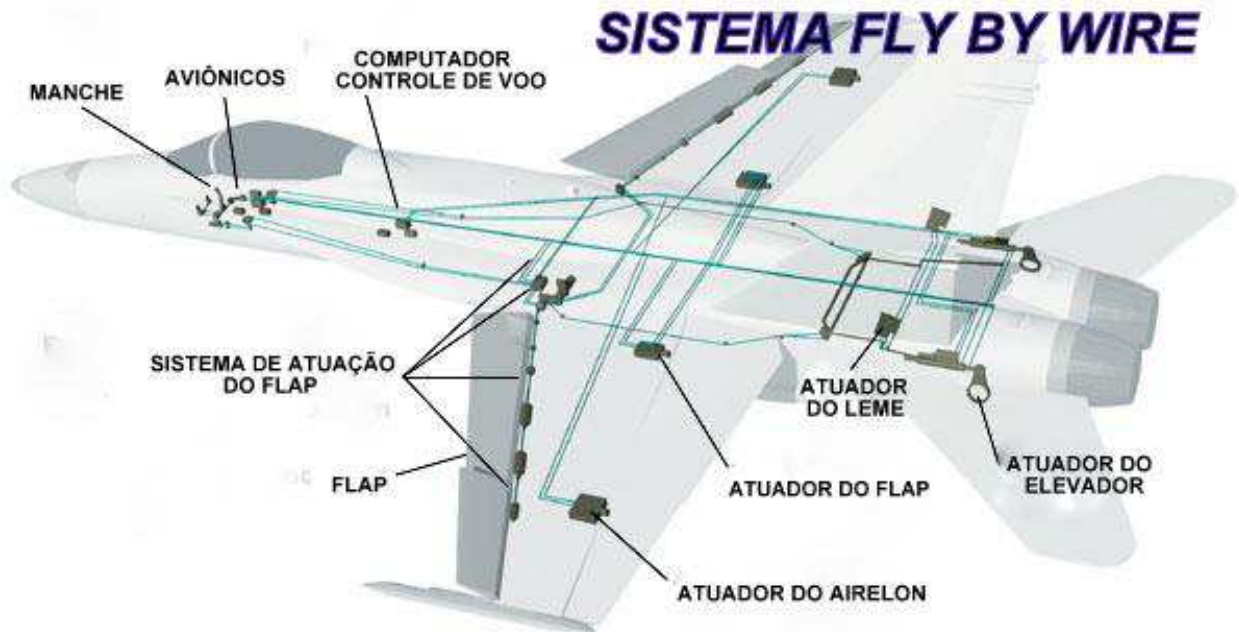 SISTEMA FLY BY WIRE
COMPUTADOR
CONTROLE DE VOO
AVIÔNICOS
MANCHE
SISTEMA DE ATUAÇÃO
DO FLAP
FLAP
ATUADOR
DO LEME
ATUADOR DO FLAP
ATUADOR DO
ELEVADOR
ATUADOR DO AIRELON